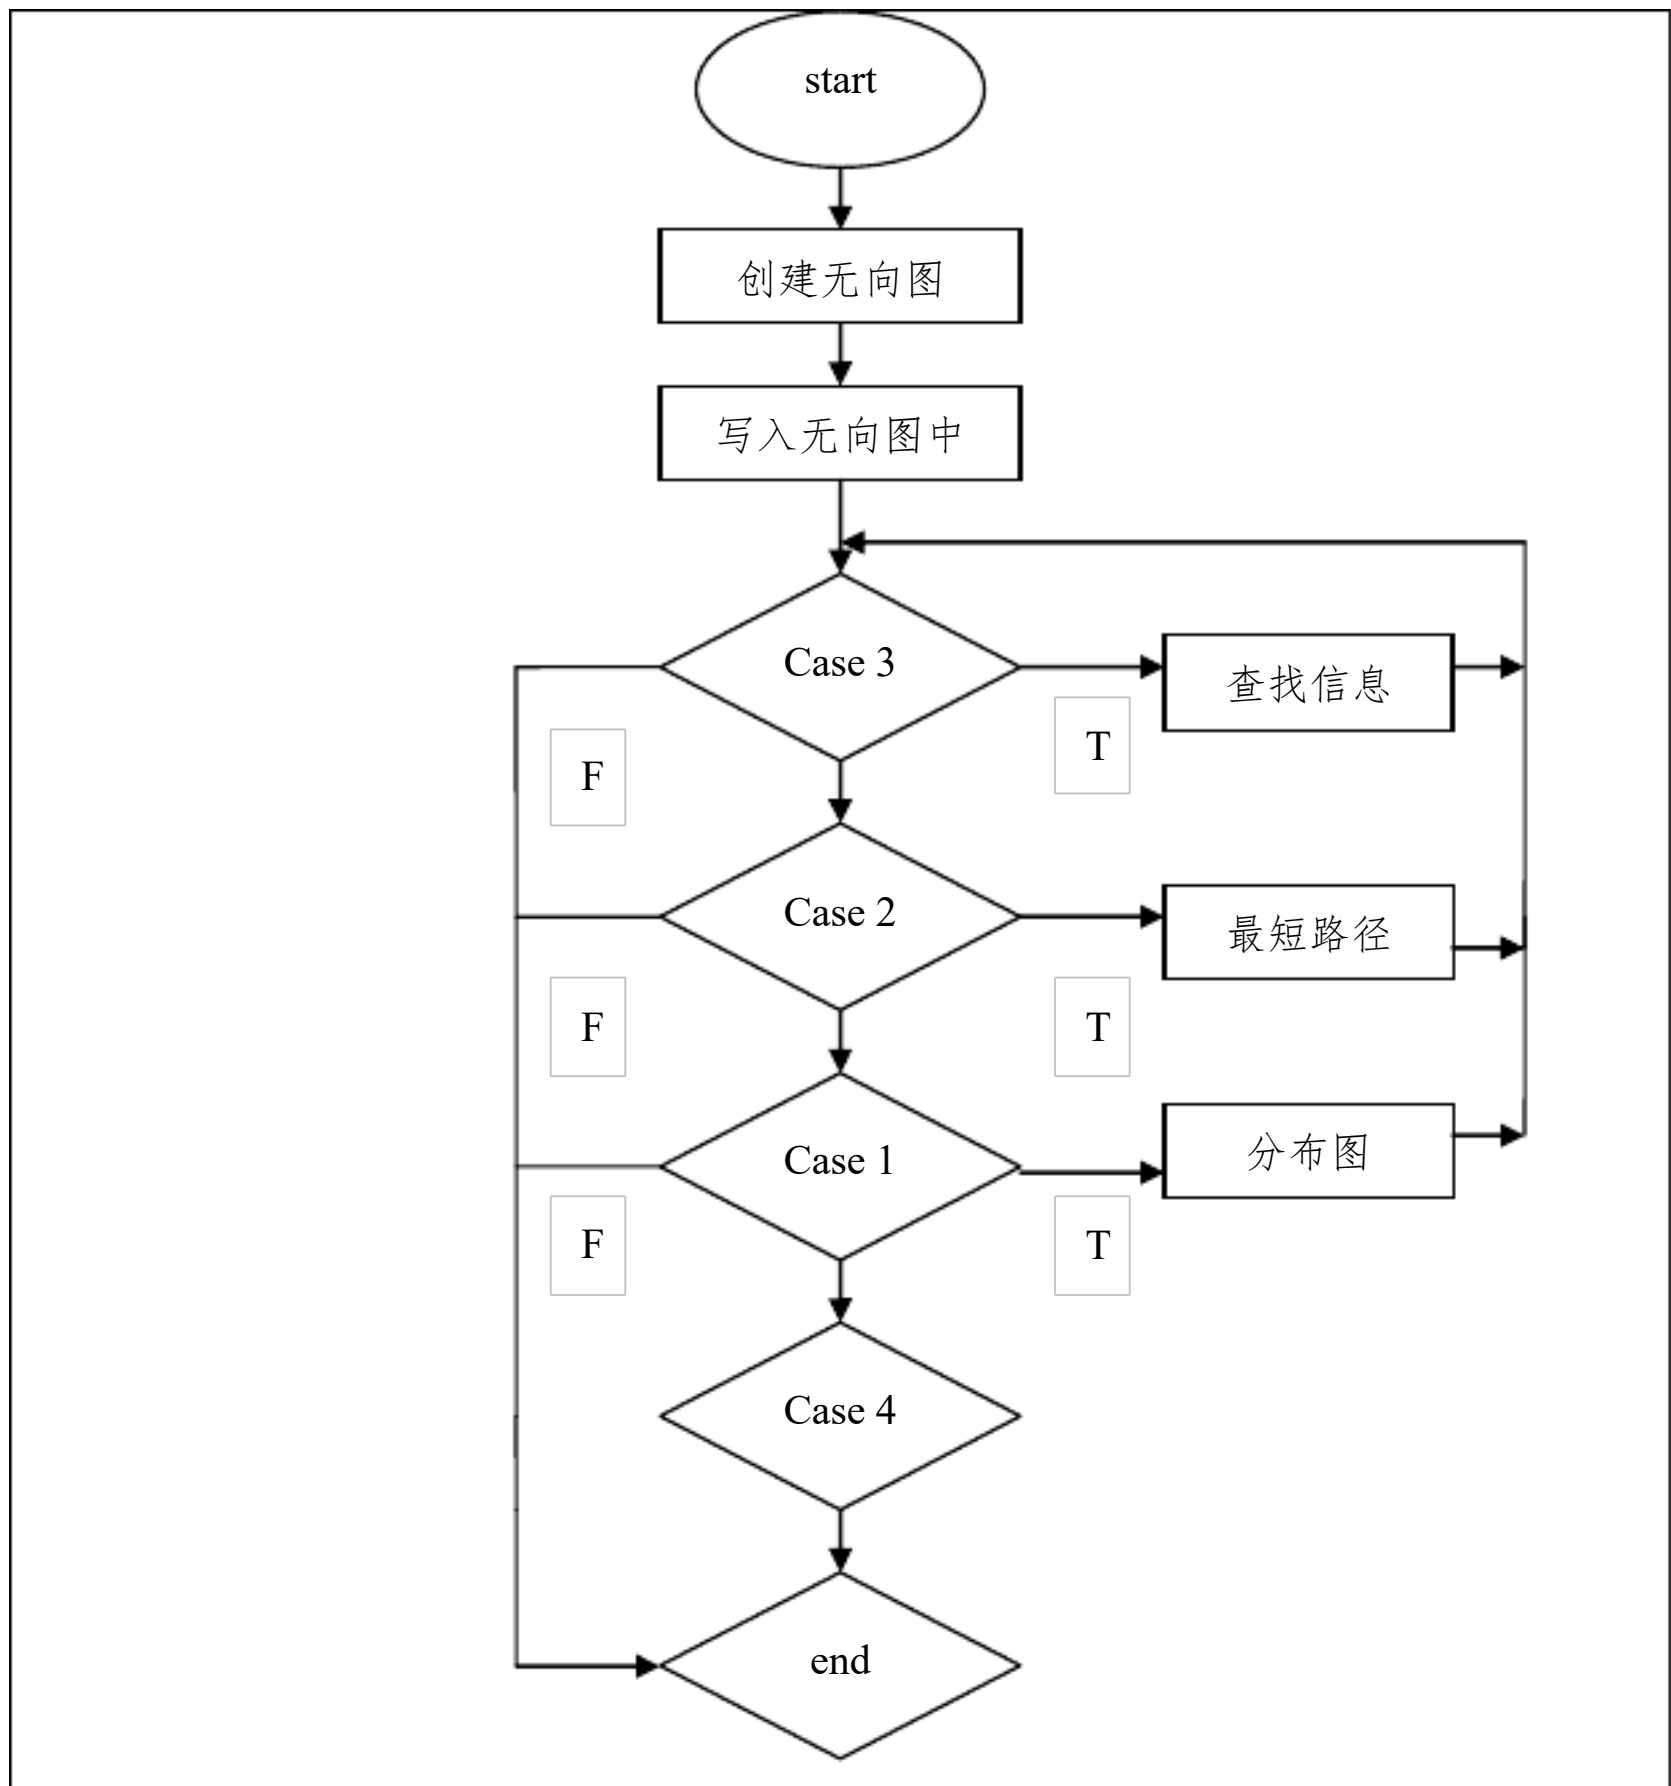 start
创建无向图
写入无向图中
Case 3
查找信息
F
T
Case 2
最短路径
F
T
Case 1
分布图
F
T
Case 4
end